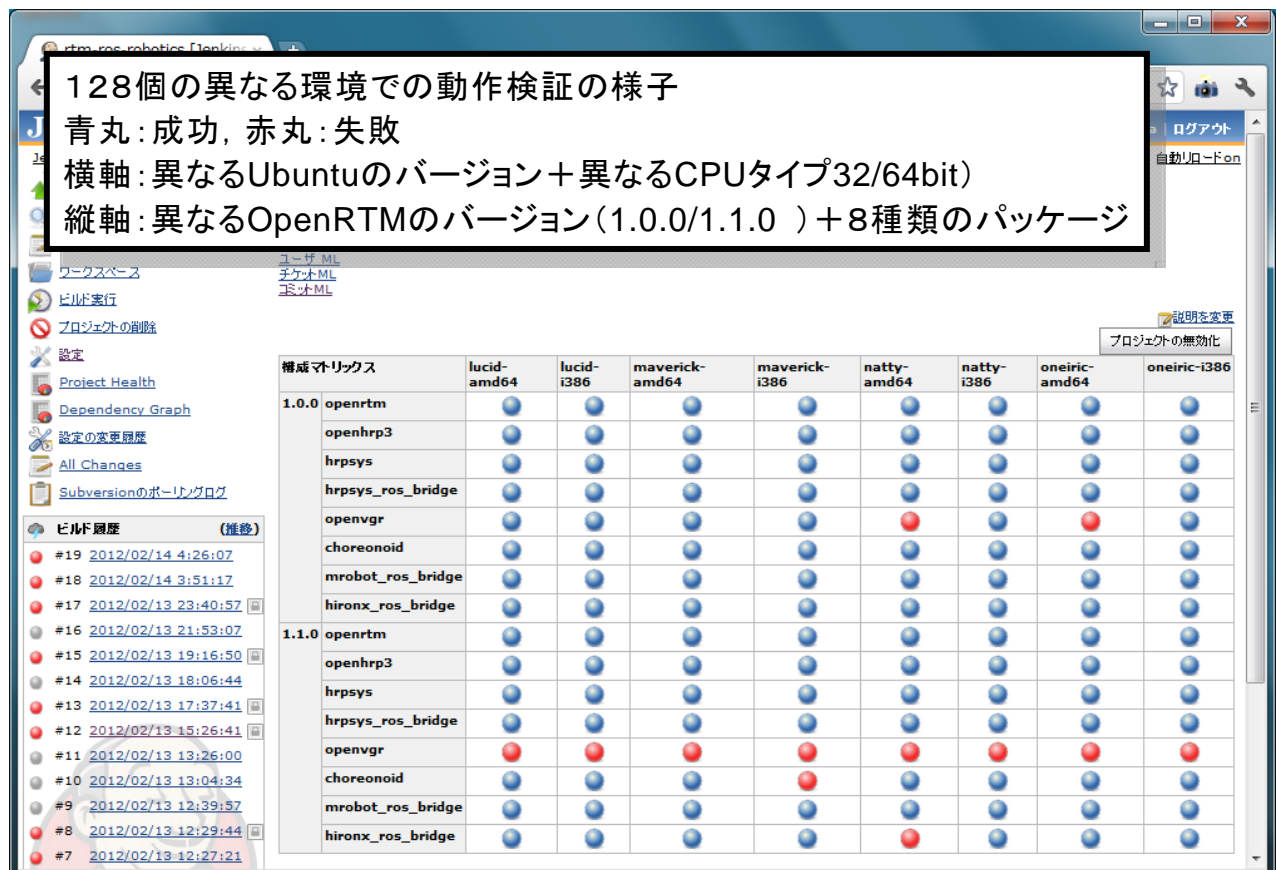 rtm-ros-robotics [Jenkins
128個の異なる環境での動作検証の様子
青丸:成功, 赤丸:失敗
横軸:異なるUbuntuのバージョン+異なるCPUタイプ32/64bit)
縦軸:異なるOpenRTMのバージョン(1.0.0/1.1.0 )+8種類のパッケージ
J
a | ログアウト
Je
自動リロードon
ユーザ ML
チケットML
コミットML
ワークスペース
ビルド実行
プロジェクトの削除
設定
Project Health
Dependency Graph
設定の変更履歴
All Changes
Subversionのポーリングログ
説明を変更
プロジェクトの無効化
構成マトリックス lucid-amd64 lucid-i386 maverick-amd64 maverick-i386 natty-amd64 natty-i386 oneiric-amd64 oneiric-i386
1.0.0 openrtm
openhrp3
hrpsys
hrpsys_ros_bridge
openvgr
choreonoid
mrobot_ros_bridge
hironx_ros_bridge
1.1.0 openrtm
openhrp3
hrpsys
hrpsys_ros_bridge
openvgr
choreonoid
mrobot_ros_bridge
hironx_ros_bridge
ビルド履歴 (推移)
#19 2012/02/14 4:26:07
#18 2012/02/14 3:51:17
#17 2012/02/13 23:40:57
#16 2012/02/13 21:53:07
#15 2012/02/13 19:16:50
#14 2012/02/13 18:06:44
#13 2012/02/13 17:37:41
#12 2012/02/13 15:26:41
#11 2012/02/13 13:26:00
#10 2012/02/13 13:04:34
#9 2012/02/13 12:39:57
#8 2012/02/13 12:29:44
#7 2012/02/13 12:27:21